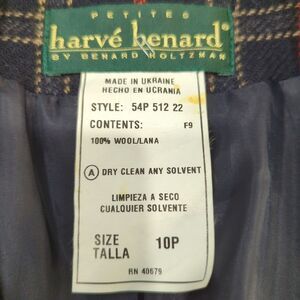 PETITES
harvé benard®
BY BENARD HOLTZMAN
MADE IN UKRAINE
HECHO EN UCRANIA
STYLE: 54P 512 22
CONTENTS: F9
100% WOOL/LANA
A DRY CLEAN ANY SOLVENT
LIMPIEZA A SECO
CUALQUIER SOLVENTE
SIZE
TALLA 10P
RN 40679